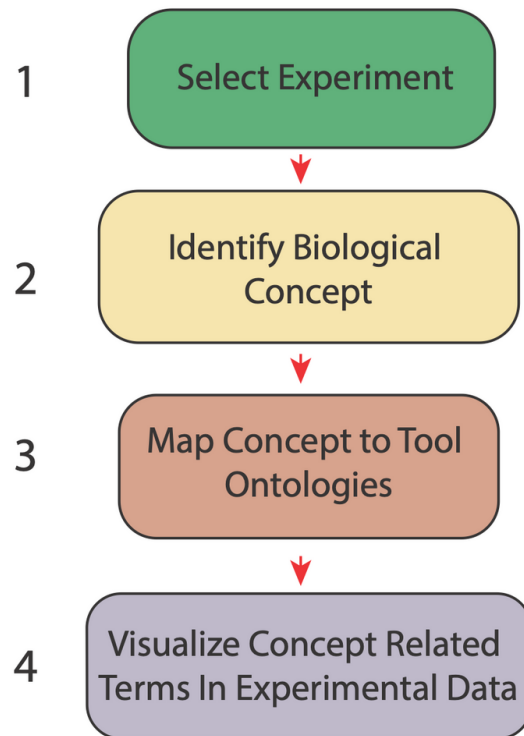 1
Select Experiment
2
Identify Biological
Concept
3
Map Concept to Tool
Ontologies
4
Visualize Concept Related
Terms In Experimental Data